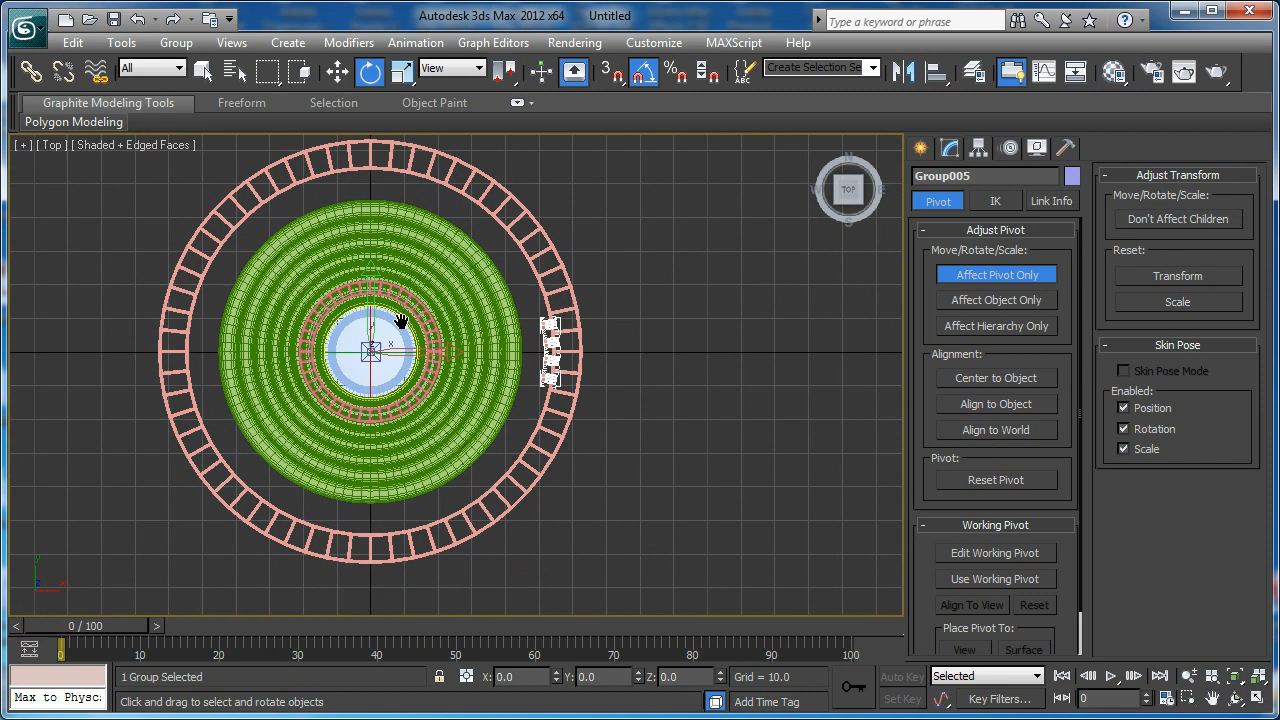 Autodesk 3ds Max 2012 x64 Untitled
Type a keyword or phrase
Edit Tools Group Views Create Modifiers Animation Graph Editors Rendering Customize MAXScript Help
All View 3 Create Selection Se
Graphite Modeling Tools Freeform Selection Object Paint
Polygon Modeling
[ + ] [ Top ] [ Shaded + Edged Faces ]
N
TOP
S
x
y
x
z
Group005
Pivot IK Link Info
- Adjust Pivot
Move/Rotate/Scale:
Affect Pivot Only
Affect Object Only
Affect Hierarchy Only
Alignment:
Center to Object
Align to Object
Align to World
Pivot:
Reset Pivot
- Working Pivot
Edit Working Pivot
Use Working Pivot
Align To View Reset
Place Pivot To:
View Surface
- Adjust Transform
Move/Rotate/Scale:
Don't Affect Children
Reset:
Transform
Scale
- Skin Pose
Skin Pose Mode
Enabled:
Position
Rotation
Scale
< 0 / 100 >
0 10 20 30 40 50 60 70 80 90 100
1 Group Selected X: 0.0 Y: 0.0 Z: 0.0 Grid = 10.0 Auto Key Selected
Max to Physc
Click and drag to select and rotate objects Add Time Tag Set Key Key Filters... 0